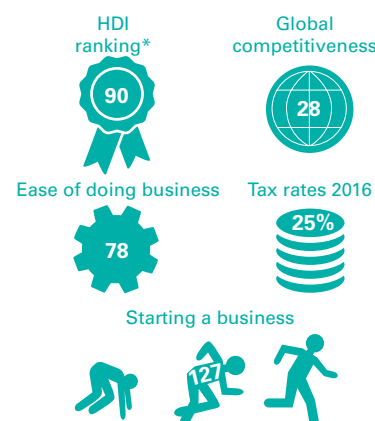 HDI
ranking*
90
Global
competitiveness
28
Ease of doing business
78
Tax rates 2016
25%
Starting a business
127